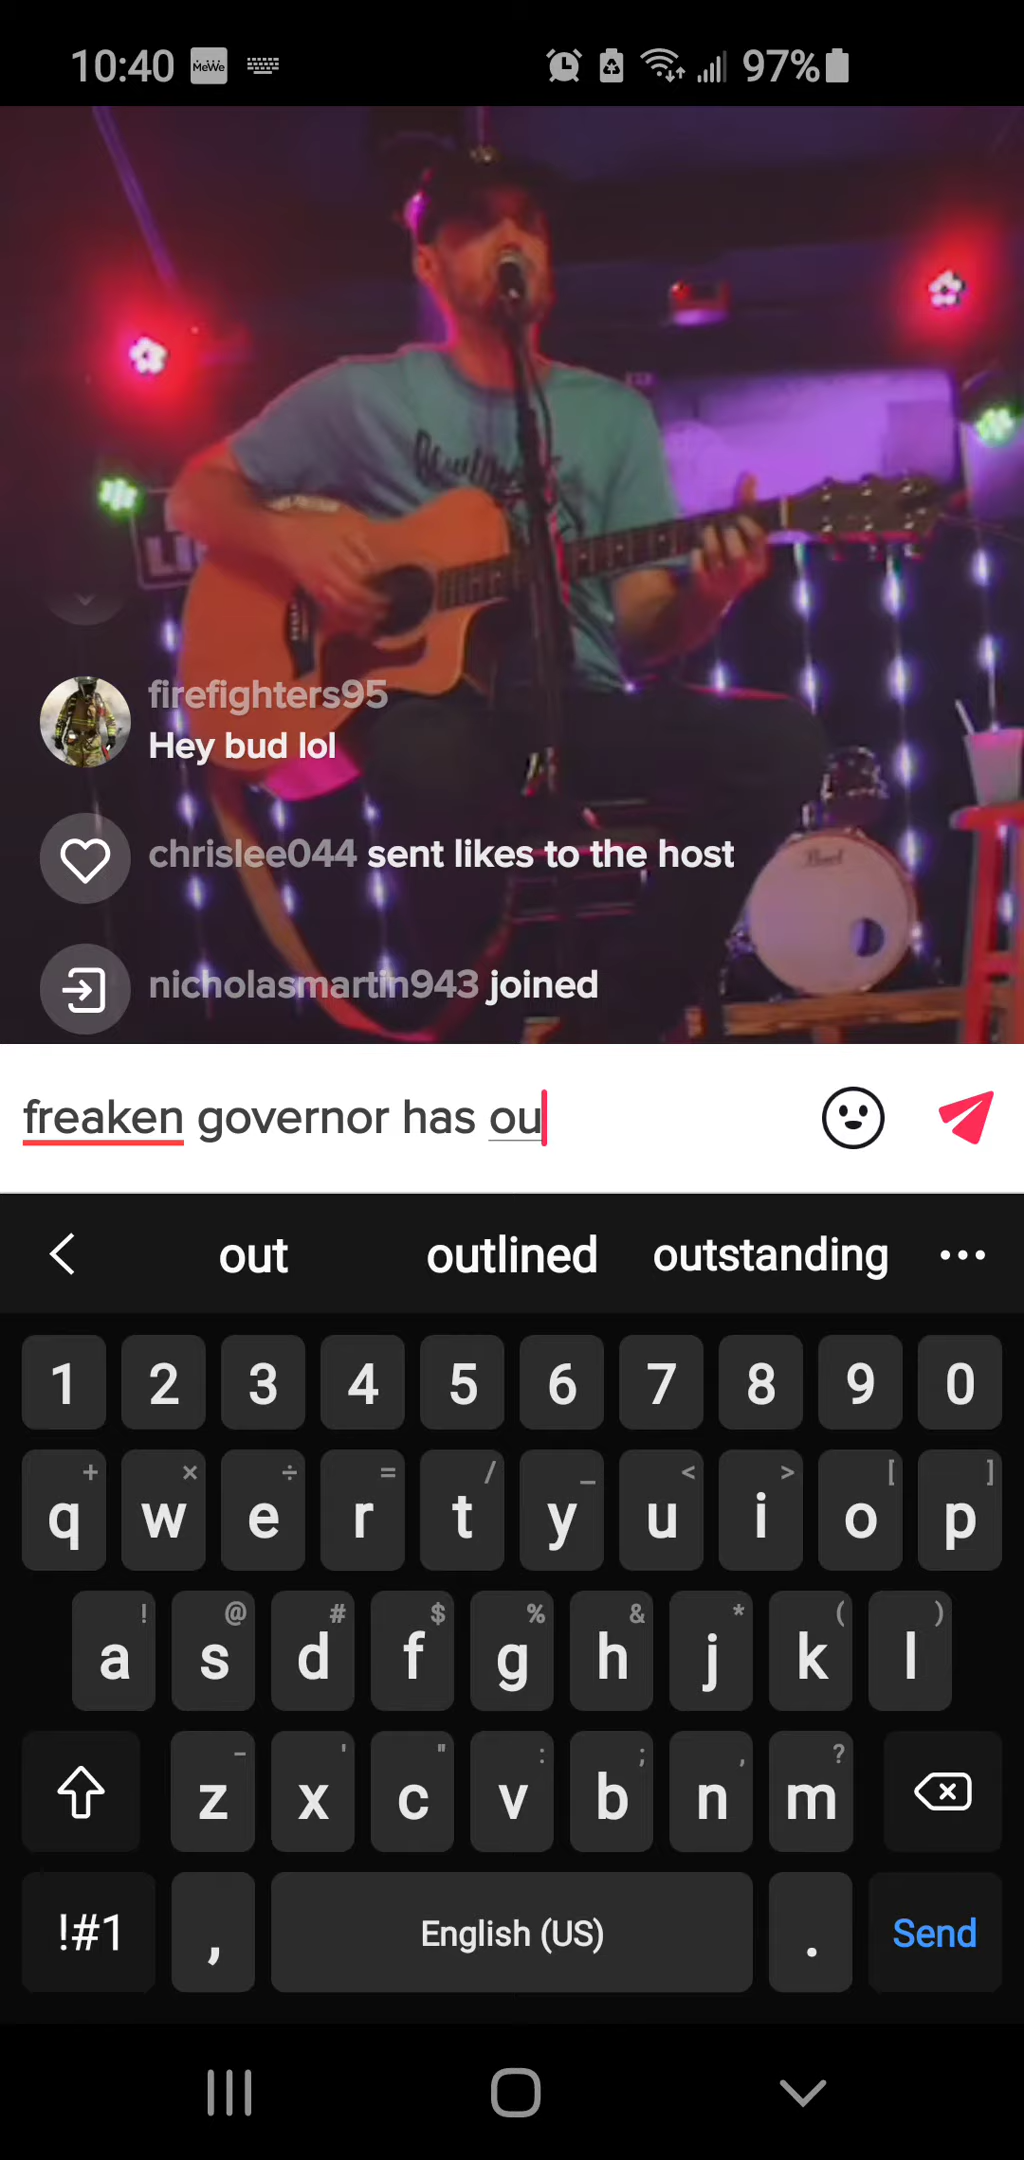 10:40 MeWe 97%
LI
firefighters95
Hey bud lol
chrislee044 sent likes to the host
nicholasmartin943 joined
freaken governor has ou
out outlined outstanding
1 2 3 4 5 6 7 8 9 0
+ × ÷ = / _ < > [ ]
q w e r t y u i o p
! @ # $ % & * ( )
a s d f g h j k l
- ' " : ; , ?
z x c v b n m
!#1 , English (US) . Send